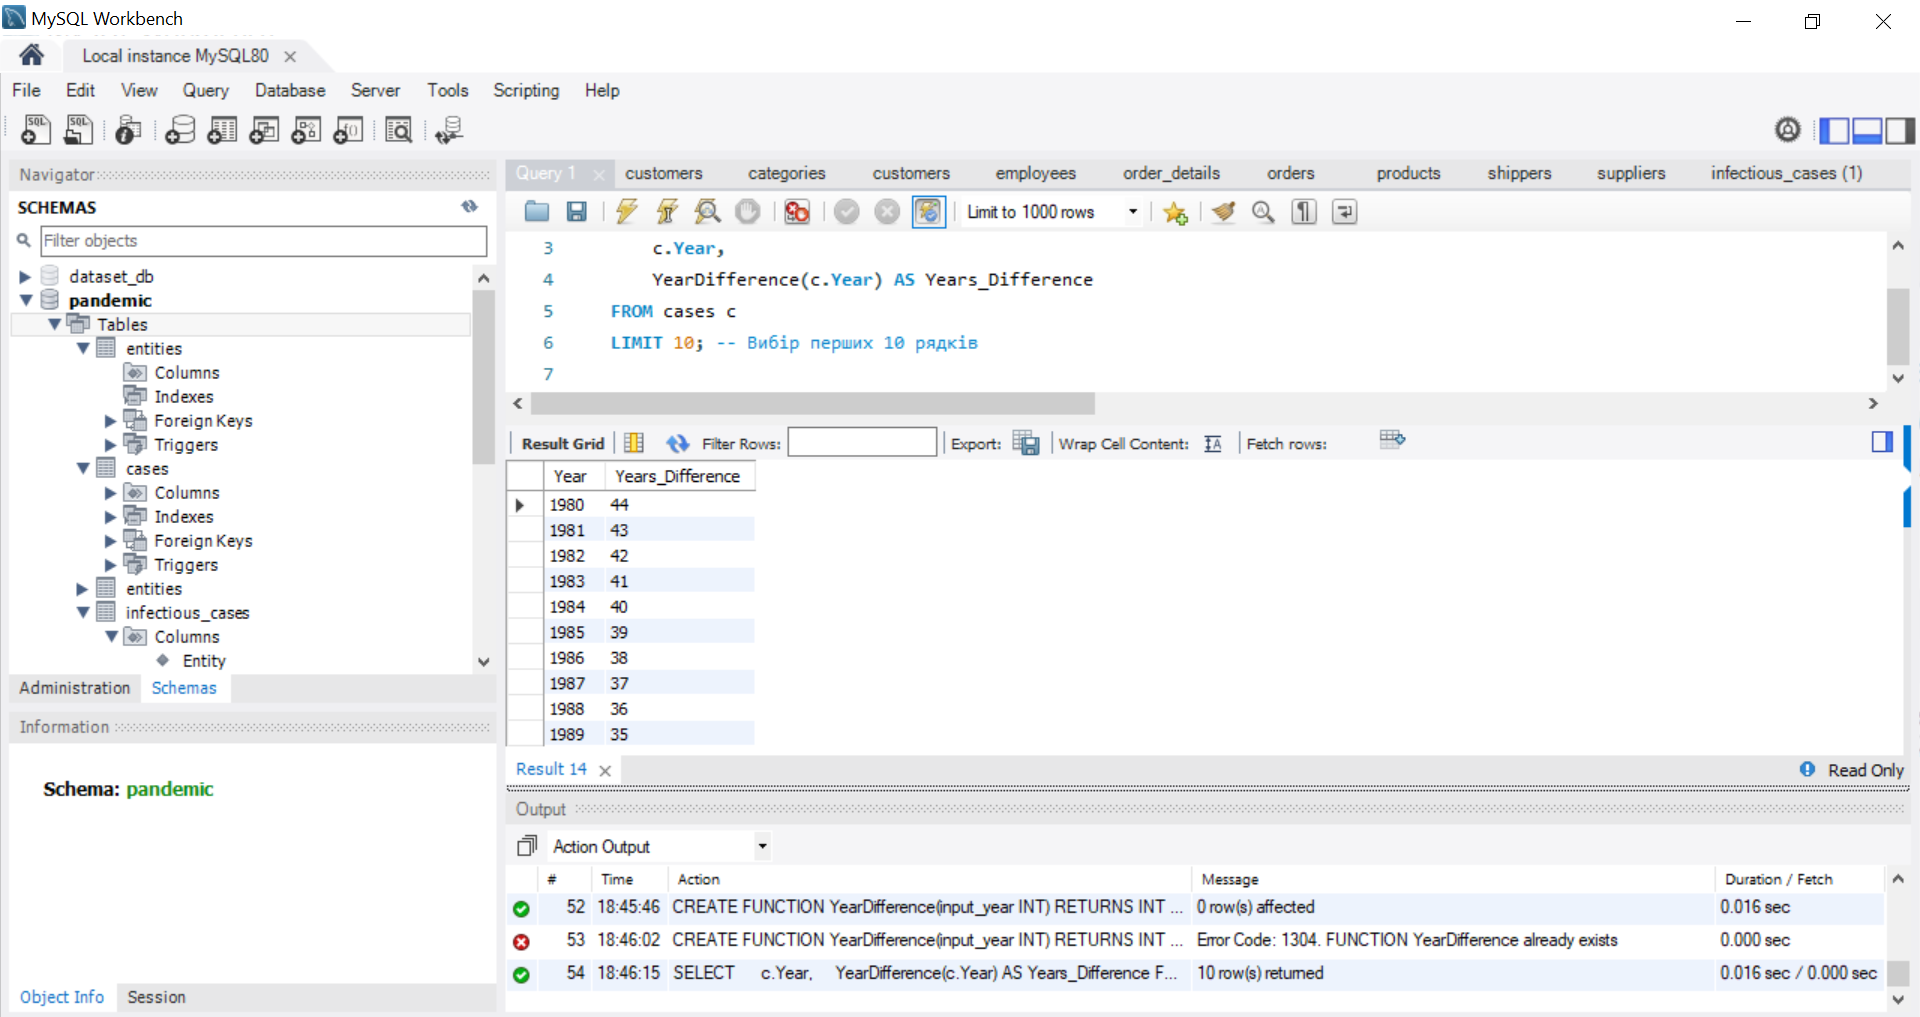 MySQL Workbench
Local instance MySQL80
File Edit View Query Database Server Tools Scripting Help
Navigator
SCHEMAS
Filter objects
dataset_db
pandemic
Tables
entities
Columns
Indexes
Foreign Keys
Triggers
cases
Columns
Indexes
Foreign Keys
Triggers
entities
infectious_cases
Columns
Entity
Administration Schemas
Information
Schema: pandemic
Object Info Session
Query 1 customers categories customers employees order_details orders products shippers suppliers infectious_cases (1)
Limit to 1000 rows
3 c.Year,
4 YearDifference(c.Year) AS Years_Difference
5 FROM cases c
6 LIMIT 10; -- Вибір перших 10 рядків
7
Result Grid Filter Rows: Export: Wrap Cell Content: Fetch rows:
Year Years_Difference
1980 44
1981 43
1982 42
1983 41
1984 40
1985 39
1986 38
1987 37
1988 36
1989 35
Result 14 Read Only
Output
Action Output
# Time Action Message Duration / Fetch
52 18:45:46 CREATE FUNCTION YearDifference(input_year INT) RETURNS INT ... 0 row(s) affected 0.016 sec
53 18:46:02 CREATE FUNCTION YearDifference(input_year INT) RETURNS INT ... Error Code: 1304. FUNCTION YearDifference already exists 0.000 sec
54 18:46:15 SELECT c.Year, YearDifference(c.Year) AS Years_Difference F... 10 row(s) returned 0.016 sec / 0.000 sec